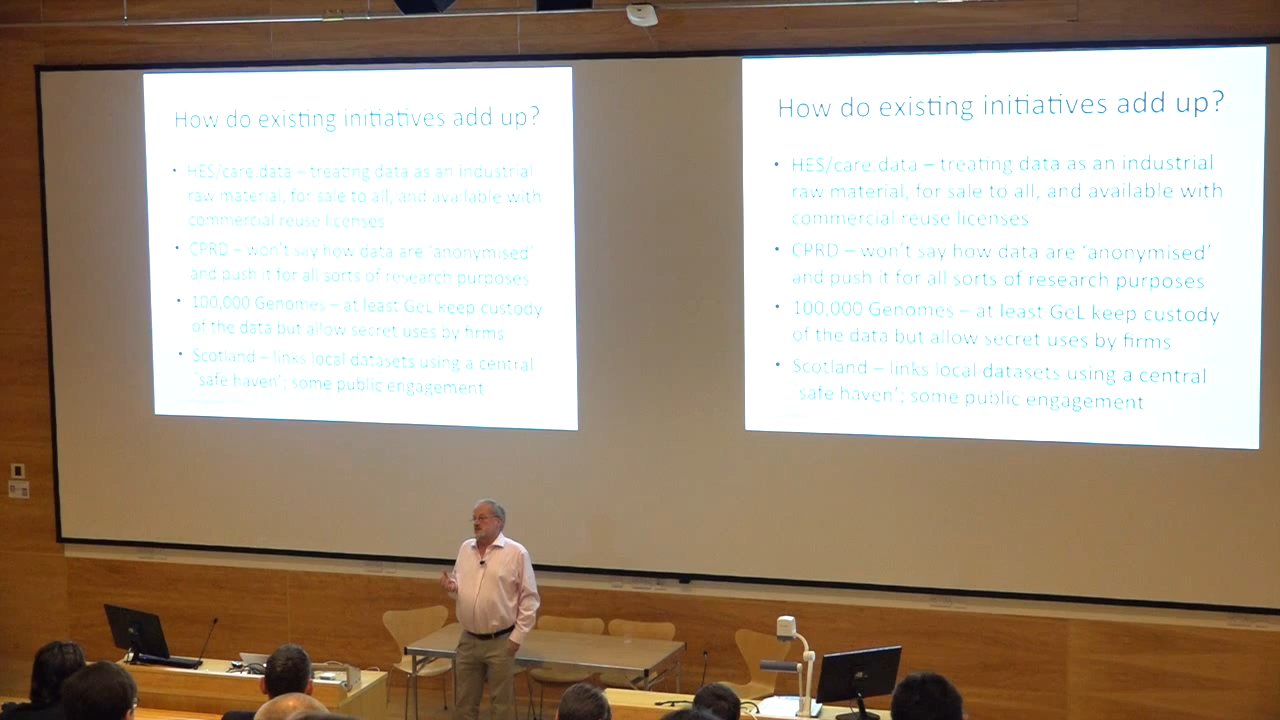 How do existing initiatives add up?
• HES/care.data – treating data as an industrial
raw material, for sale to all, and available with
commercial reuse licenses
• CPRD – won't say how data are 'anonymised'
and push it for all sorts of research purposes
• 100,000 Genomes – at least GeL keep custody
of the data but allow secret uses by firms
• Scotland – links local datasets using a central
'safe haven'; some public engagement
How do existing initiatives add up?
• HES/care.data – treating data as an industrial
raw material, for sale to all, and available with
commercial reuse licenses
• CPRD – won't say how data are 'anonymised'
and push it for all sorts of research purposes
• 100,000 Genomes – at least GeL keep custody
of the data but allow secret uses by firms
• Scotland – links local datasets using a central
'safe haven'; some public engagement